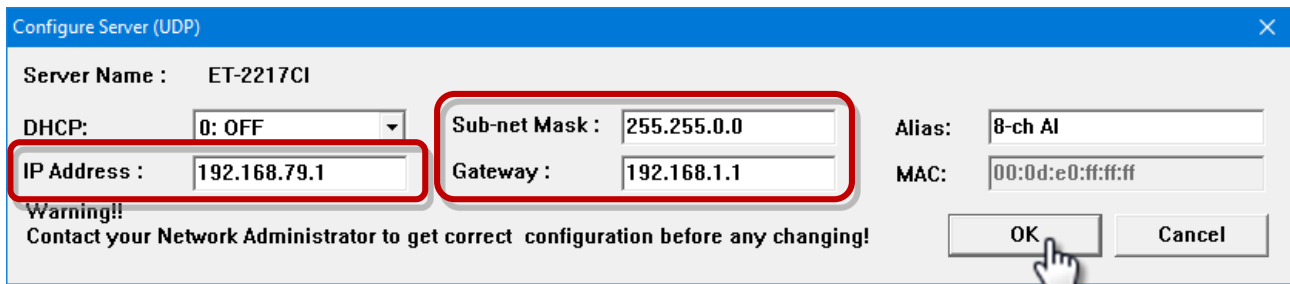 Configure Server (UDP)
Server Name : ET-2217CI
DHCP: 0: OFF Sub-net Mask : 255.255.0.0 Alias: 8-ch AI
IP Address : 192.168.79.1 Gateway : 192.168.1.1 MAC: 00:0d:e0:ff:ff:ff
Warning!!
Contact your Network Administrator to get correct configuration before any changing!
OK Cancel